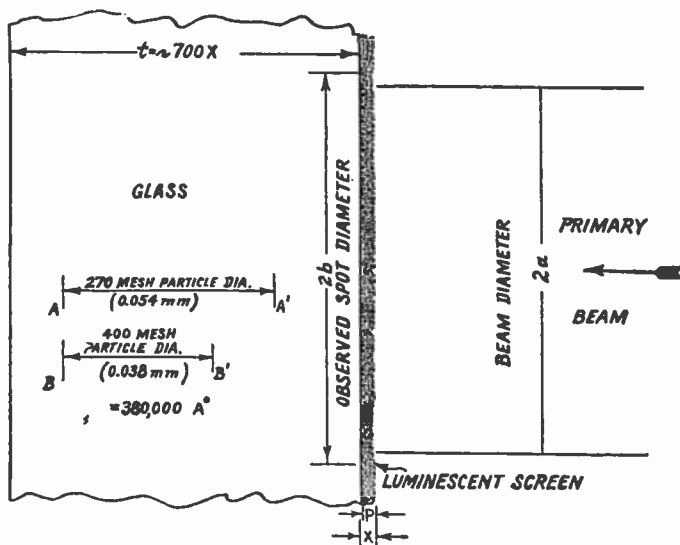 t=~700X
GLASS
270 MESH PARTICLE DIA.
(0.054 mm)
A
A'
400 MESH
PARTICLE DIA.
(0.038 mm)
B
B'
=380,000 A°
OBSERVED SPOT DIAMETER
2b
BEAM DIAMETER
2a
PRIMARY
BEAM
LUMINESCENT SCREEN
P
X